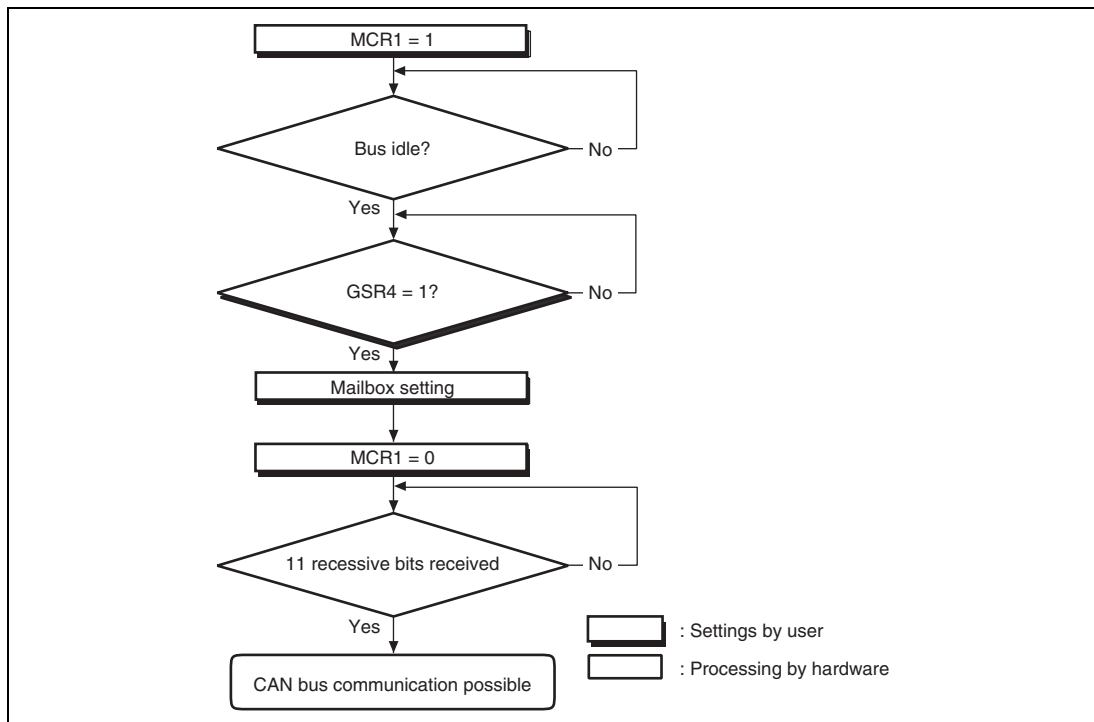 MCR1 = 1
Bus idle?
No
Yes
GSR4 = 1?
No
Yes
Mailbox setting
MCR1 = 0
11 recessive bits received
No
Yes
CAN bus communication possible
: Settings by user
: Processing by hardware